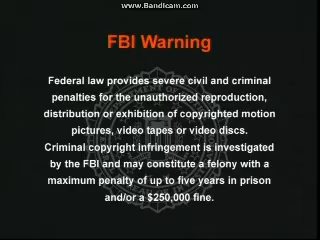 www.Bandicam.com
FBI Warning
Federal law provides severe civil and criminal
penalties for the unauthorized reproduction,
distribution or exhibition of copyrighted motion
pictures, video tapes or video discs.
Criminal copyright infringement is investigated
by the FBI and may constitute a felony with a
maximum penalty of up to five years in prison
and/or a $250,000 fine.